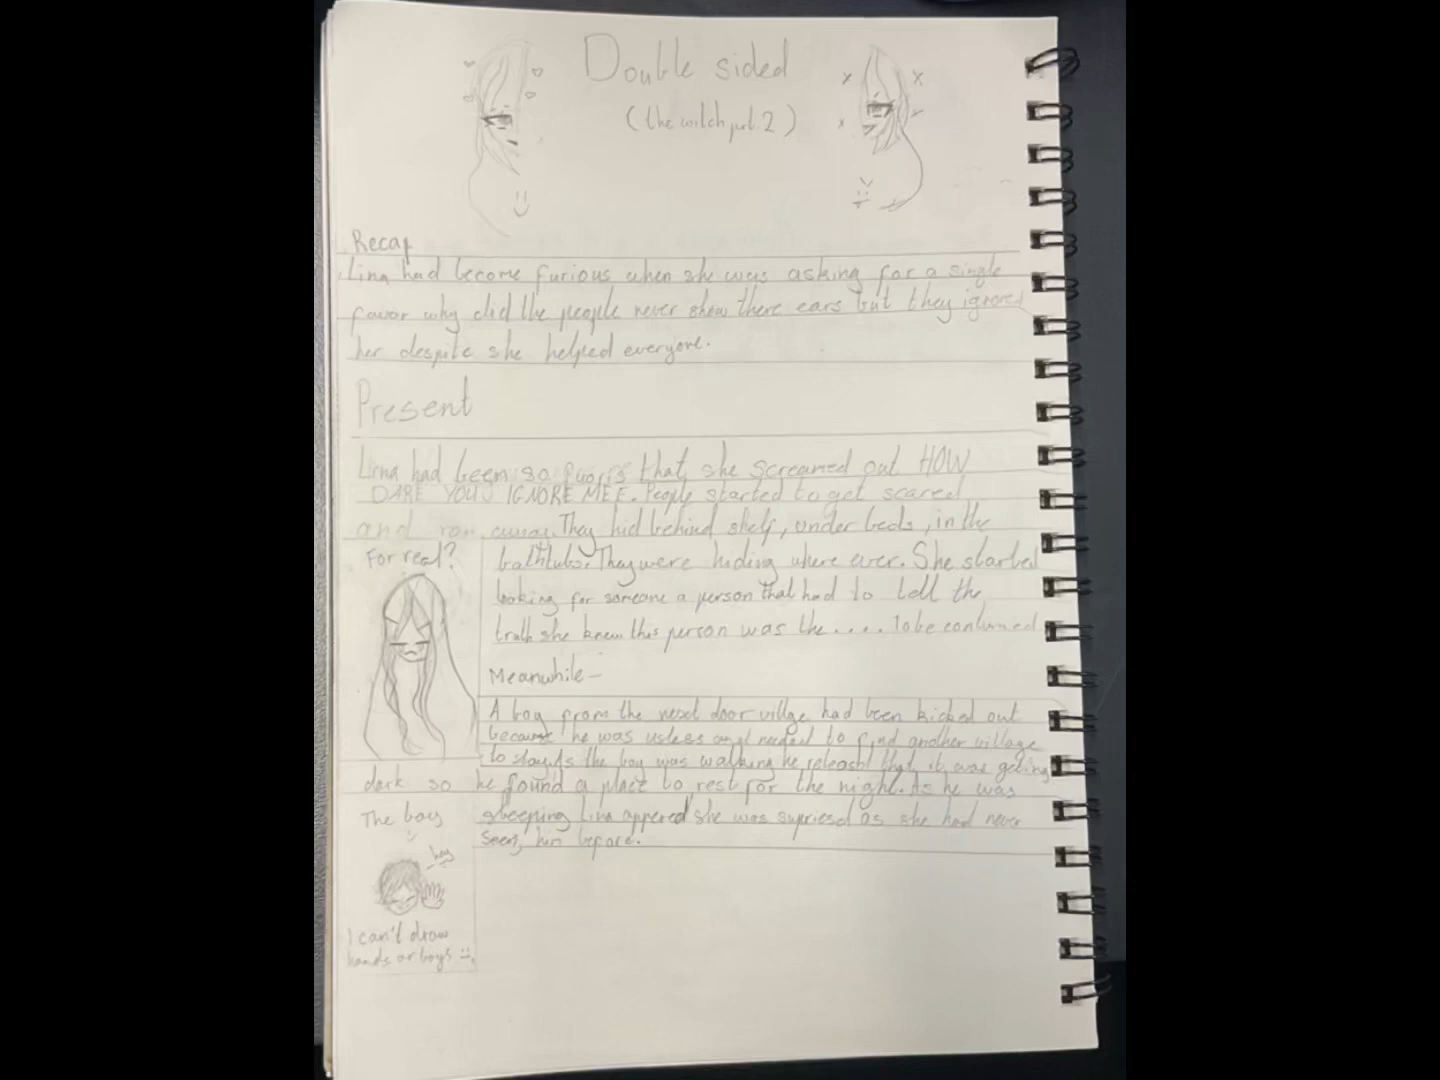 Double sided
(the witch part 2)
Recap
Lina had become furious when she was asking for a single
favor why did the people never show there ears but they ignored
her despite she helped everyone.
Present
Lina had been so that she screamed out HOW
DARE YOU IGNORE MEE. People started to get scared
and ran away. They hid behind shelf, under beds, in the
For real?
bathtubs. They were hiding where ever. She started
looking for someone a person that had to tell the
truth she knew this person was the .... To be continued
Meanwhile -
A boy from the next door villge had been kicked out
because he was usless and needed to find another village
to stay. As the boy was walking he that it was getting
dark so he found a place to rest for the night. As he was
The boy
sleeping Lina appered she was supriesd as she had never
seen him before.
hey
I can't draw
hands or boys